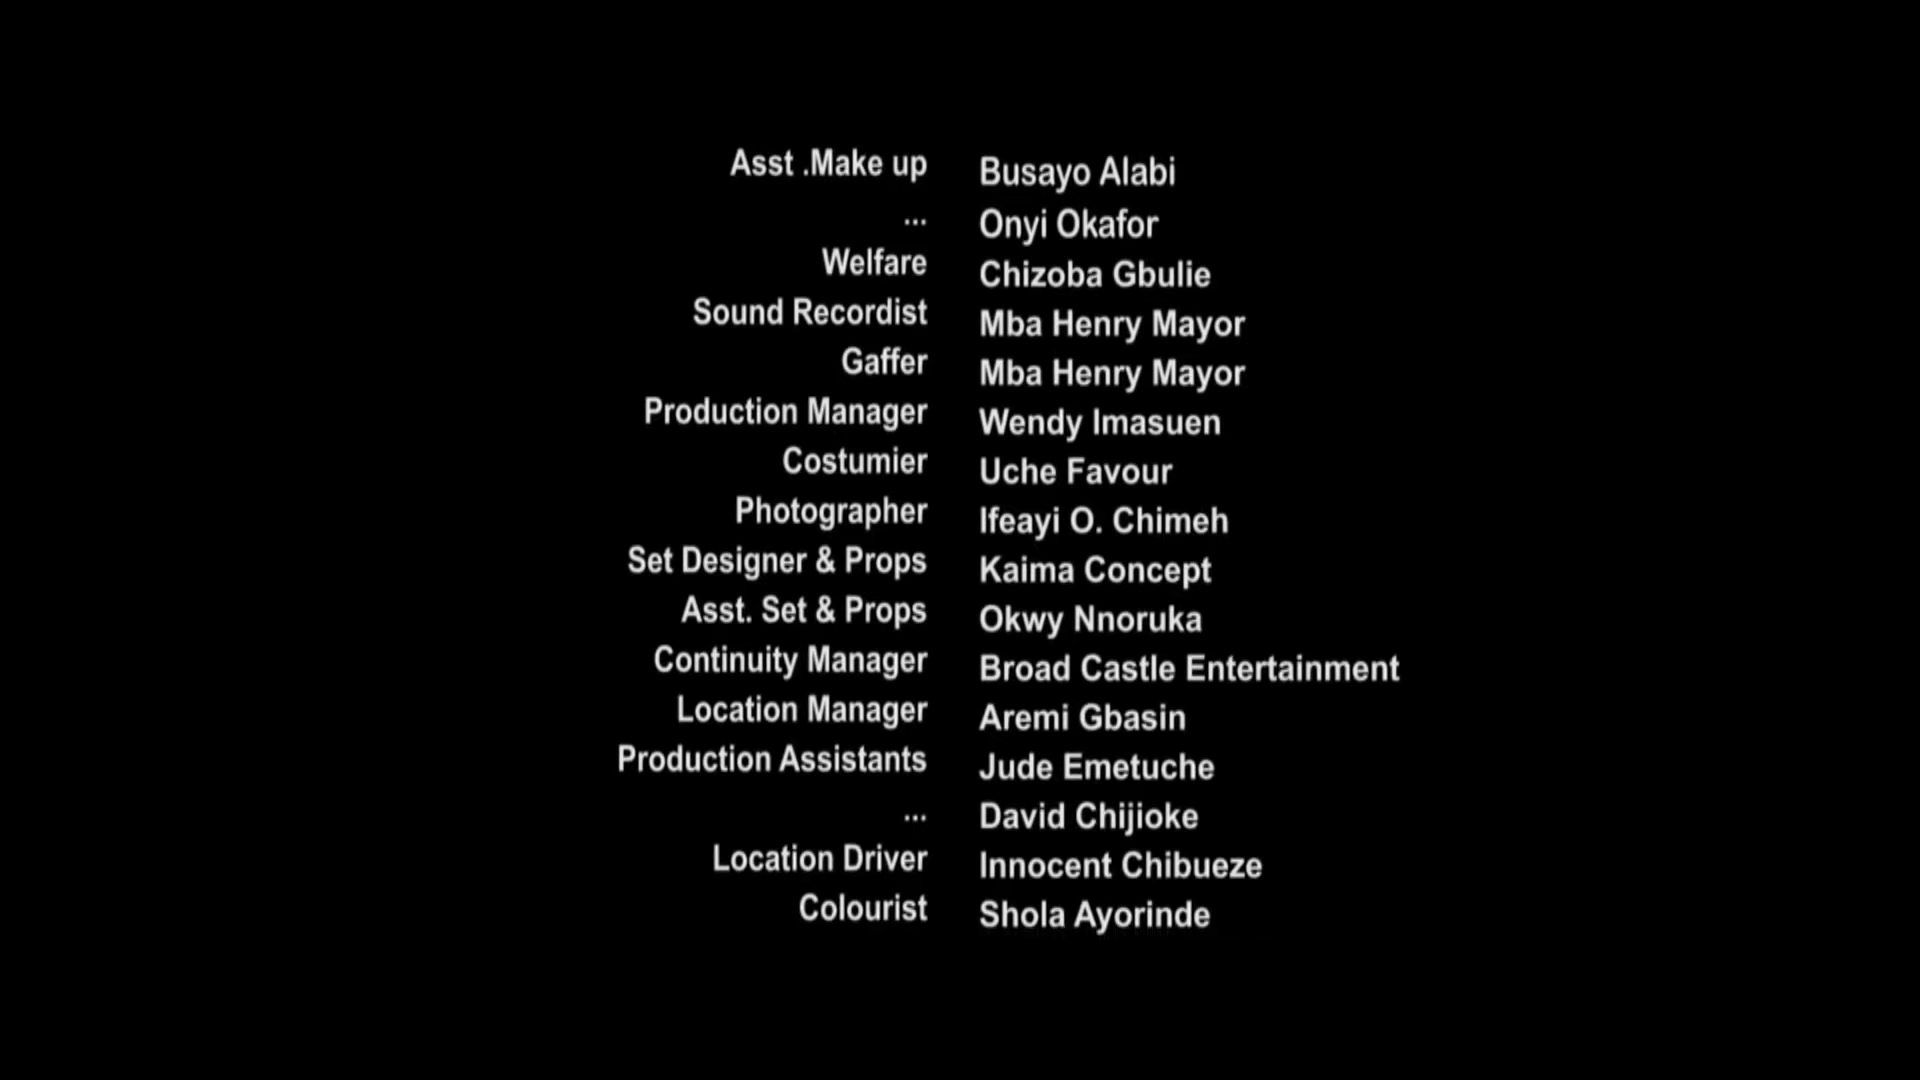 Asst .Make up Busayo Alabi
... Onyi Okafor
Welfare Chizoba Gbulie
Sound Recordist Mba Henry Mayor
Gaffer Mba Henry Mayor
Production Manager Wendy Imasuen
Costumier Uche Favour
Photographer Ifeayi O. Chimeh
Set Designer & Props Kaima Concept
Asst. Set & Props Okwy Nnoruka
Continuity Manager Broad Castle Entertainment
Location Manager Aremi Gbasin
Production Assistants Jude Emetuche
... David Chijioke
Location Driver Innocent Chibueze
Colourist Shola Ayorinde